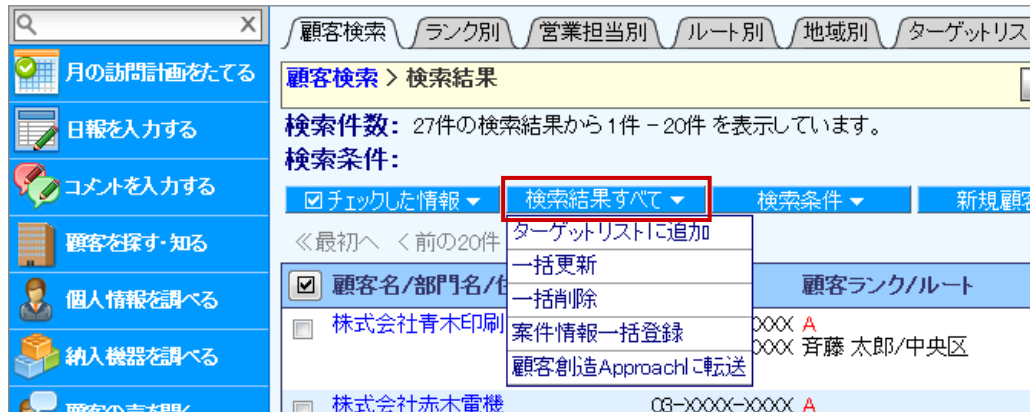 顧客検索 ランク別 営業担当別 ルート別 地域別 ターゲットリス
月の訪問計画をたてる
日報を入力する
コメントを入力する
顧客を探す・知る
個人情報を調べる
納入機器を調べる
顧客の声を聞く
顧客検索 > 検索結果
検索件数： 27件の検索結果から1件 - 20件 を表示しています。
検索条件：
チェックした情報▼ 検索結果すべて▼ 検索条件▼ 新規顧客
≪最初へ ＜前の20件
ターゲットリストに追加
一括更新
一括削除
案件情報一括登録
顧客創造Approachに転送
顧客名/部門名/ 顧客ランク/ルート
株式会社青木印刷 XXX A
XXX 斉藤 太郎/中央区
株式会社赤木電機 03-XXXX-XXXX A